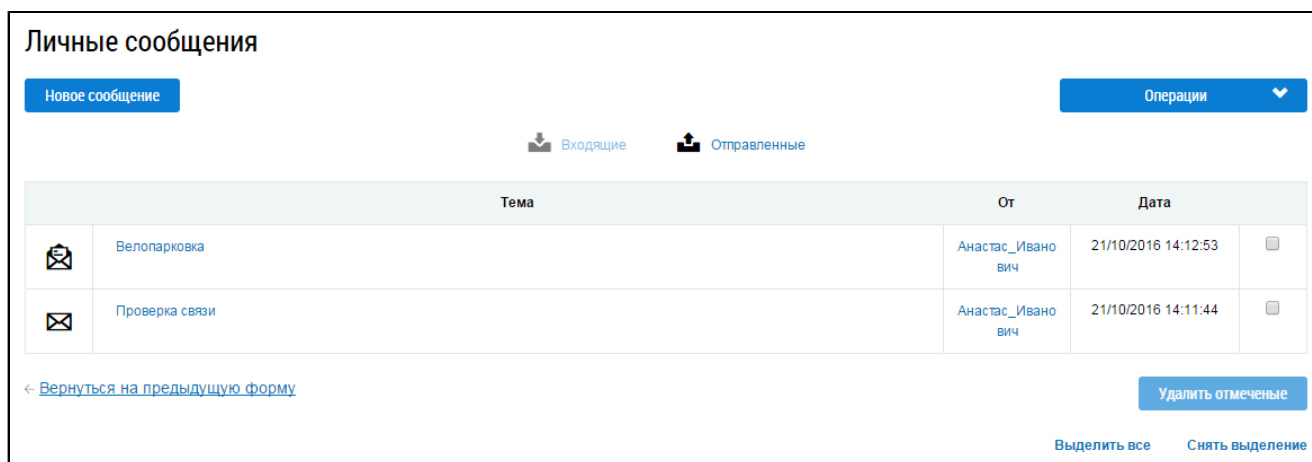 Личные сообщения
Новое сообщение
Операции
Входящие Отправленные
Тема От Дата
Велопарковка Анастас_Ивано 21/10/2016 14:12:53
вич
Проверка связи Анастас_Ивано 21/10/2016 14:11:44
вич
← Вернуться на предыдущую форму
Удалить отмеченые
Выделить все Снять выделение